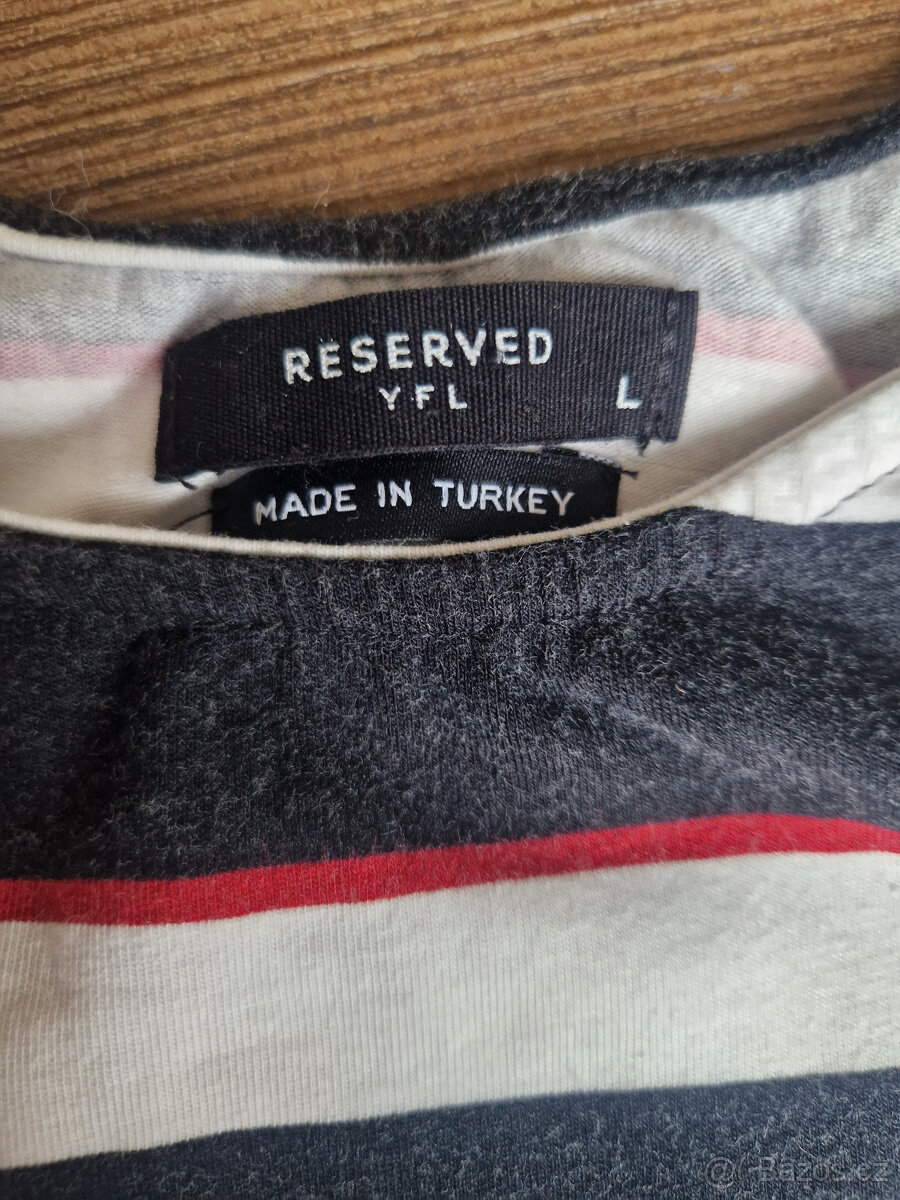 RESERVED
YFL
L
MADE IN TURKEY
© Bazos.cz